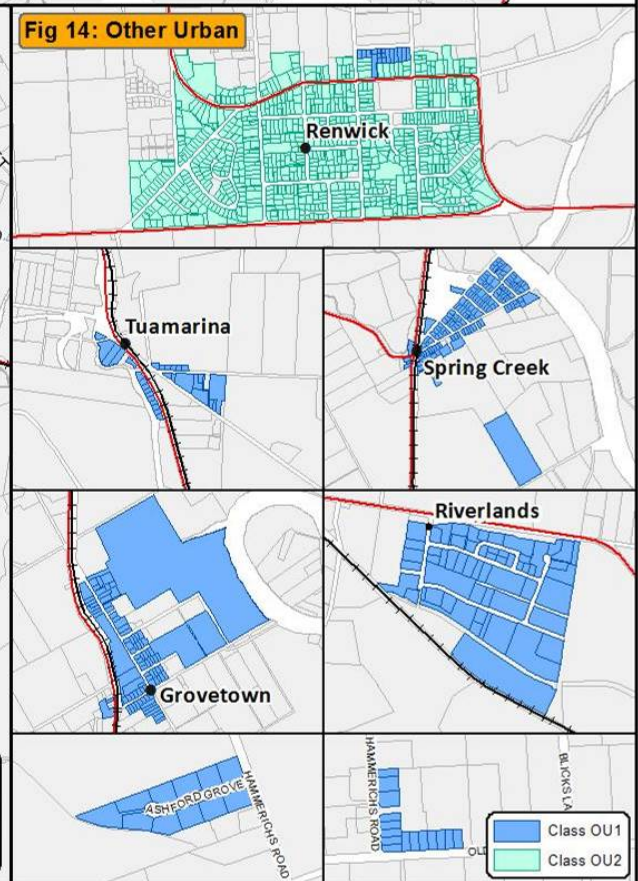 Fig 14: Other Urban
Renwick
Tuamarina
Spring Creek
Grovetown
Riverlands
ASHFORD GROVE
HAMMERICHS ROAD
HAMMERICHS ROAD
BLICKS LA
OLD
Class OU1
Class OU2